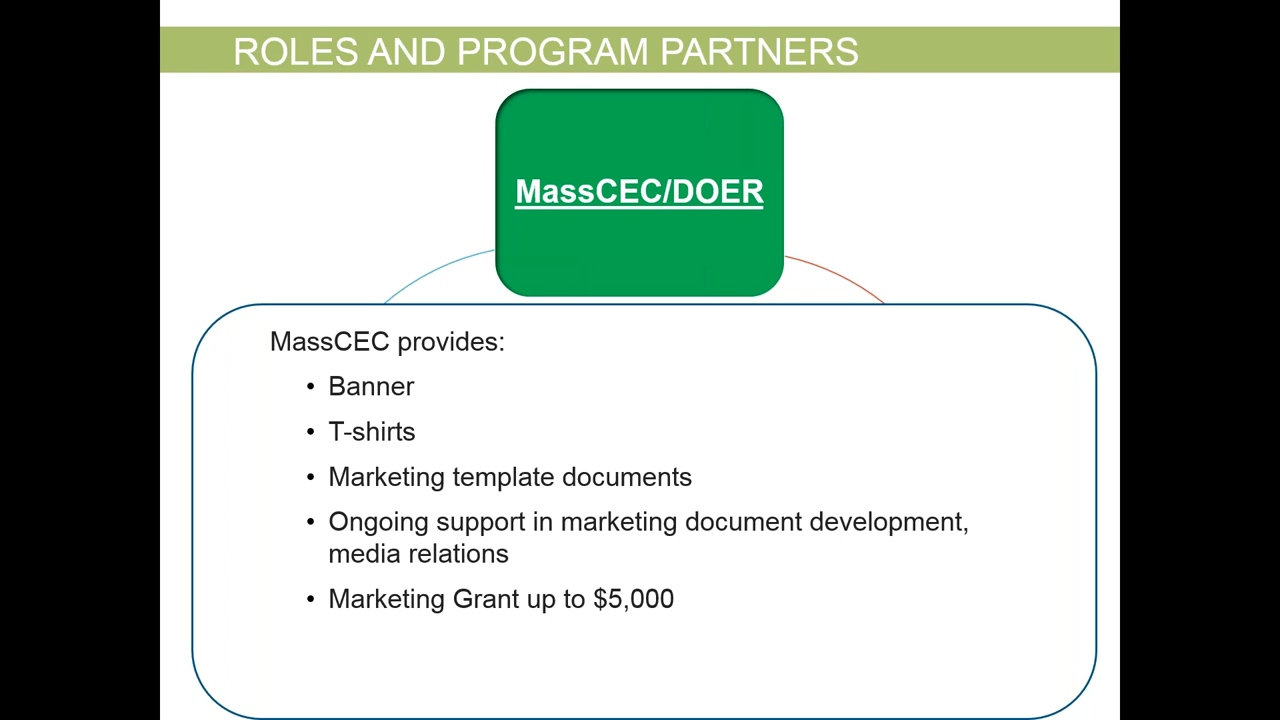 ROLES AND PROGRAM PARTNERS
MassCEC/DOER
MassCEC provides:
• Banner
• T-shirts
• Marketing template documents
• Ongoing support in marketing document development,
media relations
• Marketing Grant up to $5,000